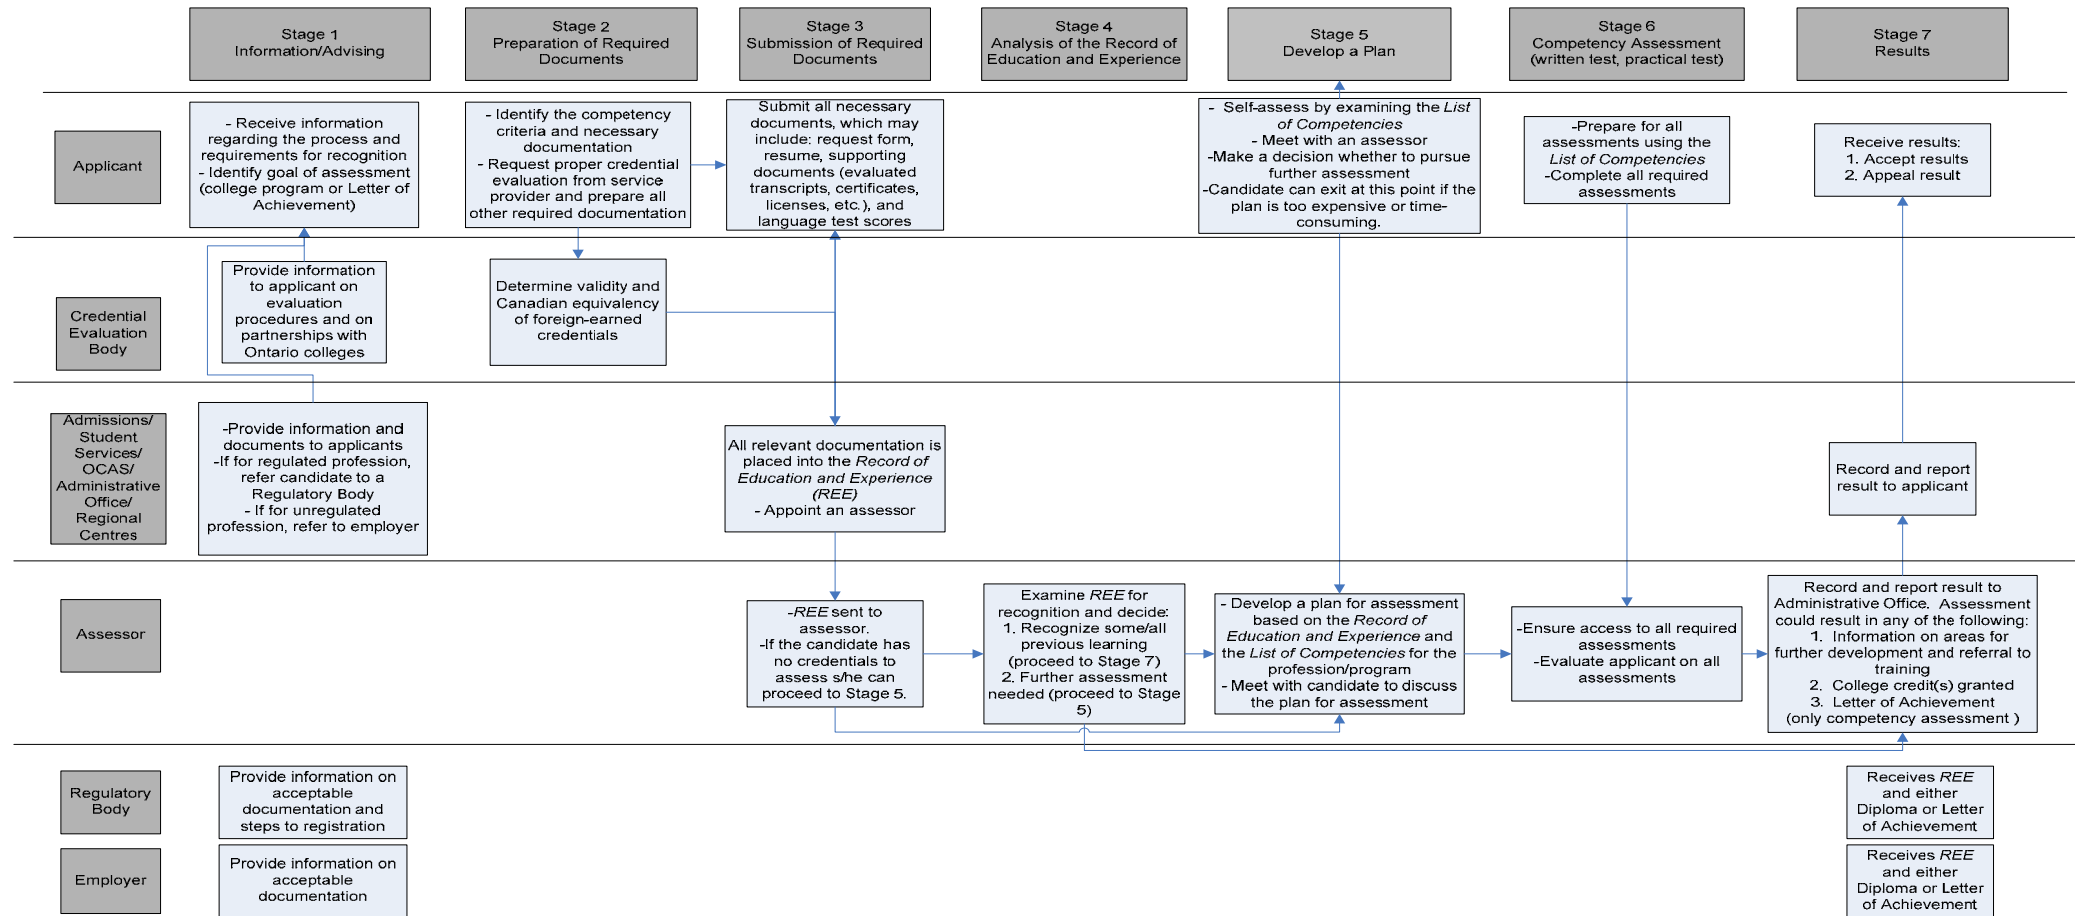 Stage 1
Information/Advising
Stage 2
Preparation of Required
Documents
Stage 3
Submission of Required
Documents
Stage 4
Analysis of the Record of
Education and Experience
Stage 5
Develop a Plan
Stage 6
Competency Assessment
(written test, practical test)
Stage 7
Results
Applicant
- Receive information
regarding the process and
requirements for recognition
- Identify goal of assessment
(college program or Letter of
Achievement)
- Identify the competency
criteria and necessary
documentation
- Request proper credential
evaluation from service
provider and prepare all
other required documentation
Submit all necessary
documents, which may
include: request form,
resume, supporting
documents (evaluated
transcripts, certificates,
licenses, etc.), and
language test scores
- Self-assess by examining the List
of Competencies
- Meet with an assessor
-Make a decision whether to pursue
further assessment
-Candidate can exit at this point if the
plan is too expensive or time-
consuming.
-Prepare for all
assessments using the
List of Competencies
-Complete all required
assessments
Receive results:
1. Accept results
2. Appeal result
Credential
Evaluation
Body
Provide information
to applicant on
evaluation
procedures and on
partnerships with
Ontario colleges
Determine validity and
Canadian equivalency
of foreign-earned
credentials
Admissions/
Student
Services/
OCAS/
Administrative
Office/
Regional
Centres
-Provide information and
documents to applicants
-If for regulated profession,
refer candidate to a
Regulatory Body
- If for unregulated
profession, refer to employer
All relevant documentation is
placed into the Record of
Education and Experience
(REE)
- Appoint an assessor
Record and report
result to applicant
Assessor
-REE sent to
assessor.
-If the candidate has
no credentials to
assess s/he can
proceed to Stage 5.
Examine REE for
recognition and decide:
1. Recognize some/all
previous learning
(proceed to Stage 7)
2. Further assessment
needed (proceed to Stage
5)
- Develop a plan for assessment
based on the Record of
Education and Experience and
the List of Competencies for the
profession/program
- Meet with candidate to discuss
the plan for assessment
-Ensure access to all required
assessments
-Evaluate applicant on all
assessments
Record and report result to
Administrative Office. Assessment
could result in any of the following:
1. Information on areas for
further development and referral to
training
2. College credit(s) granted
3. Letter of Achievement
(only competency assessment )
Regulatory
Body
Provide information on
acceptable
documentation and
steps to registration
Receives REE
and either
Diploma or Letter
of Achievement
Employer
Provide information on
acceptable
documentation
Receives REE
and either
Diploma or Letter
of Achievement